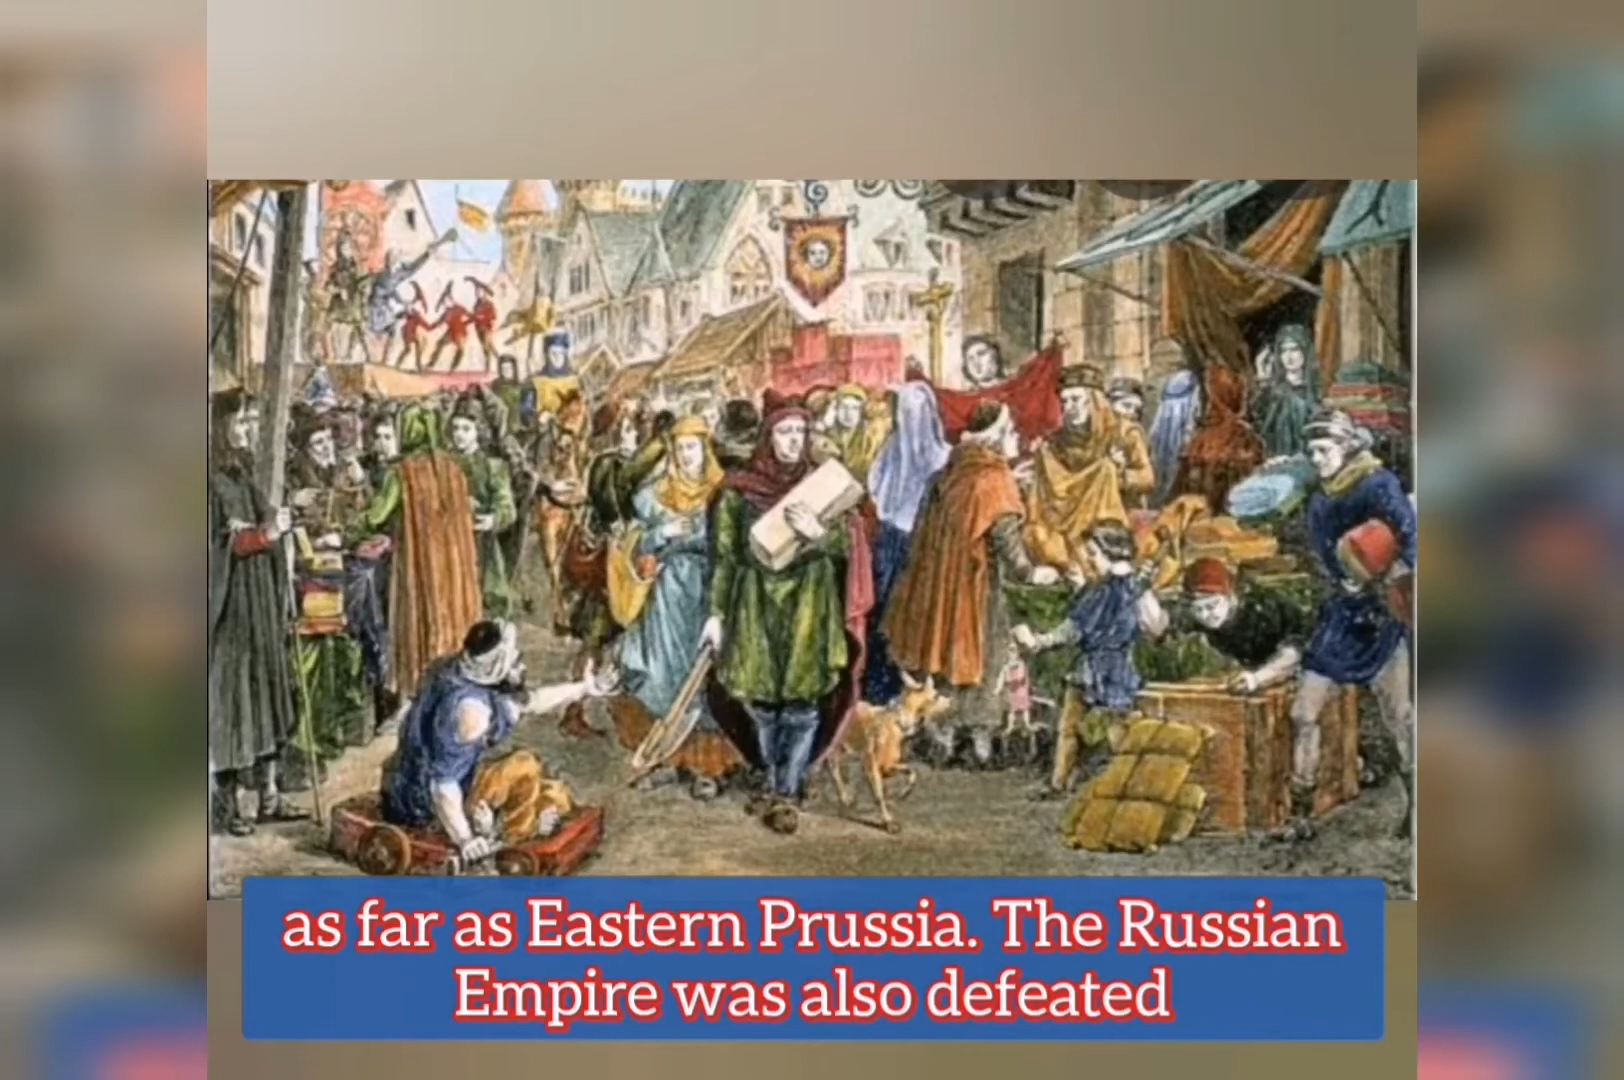 as far as Eastern Prussia. The Russian
Empire was also defeated